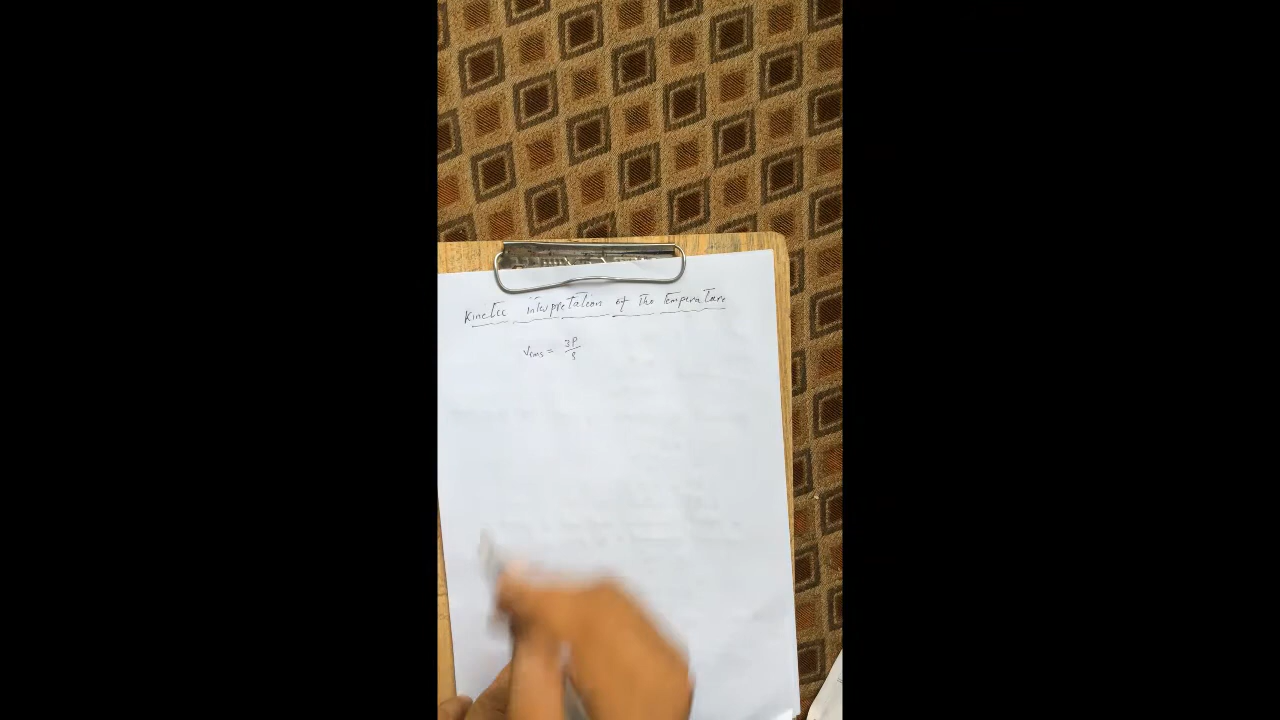 Kinetic interpretation of the Temperature
Vrms = 3P/ρ